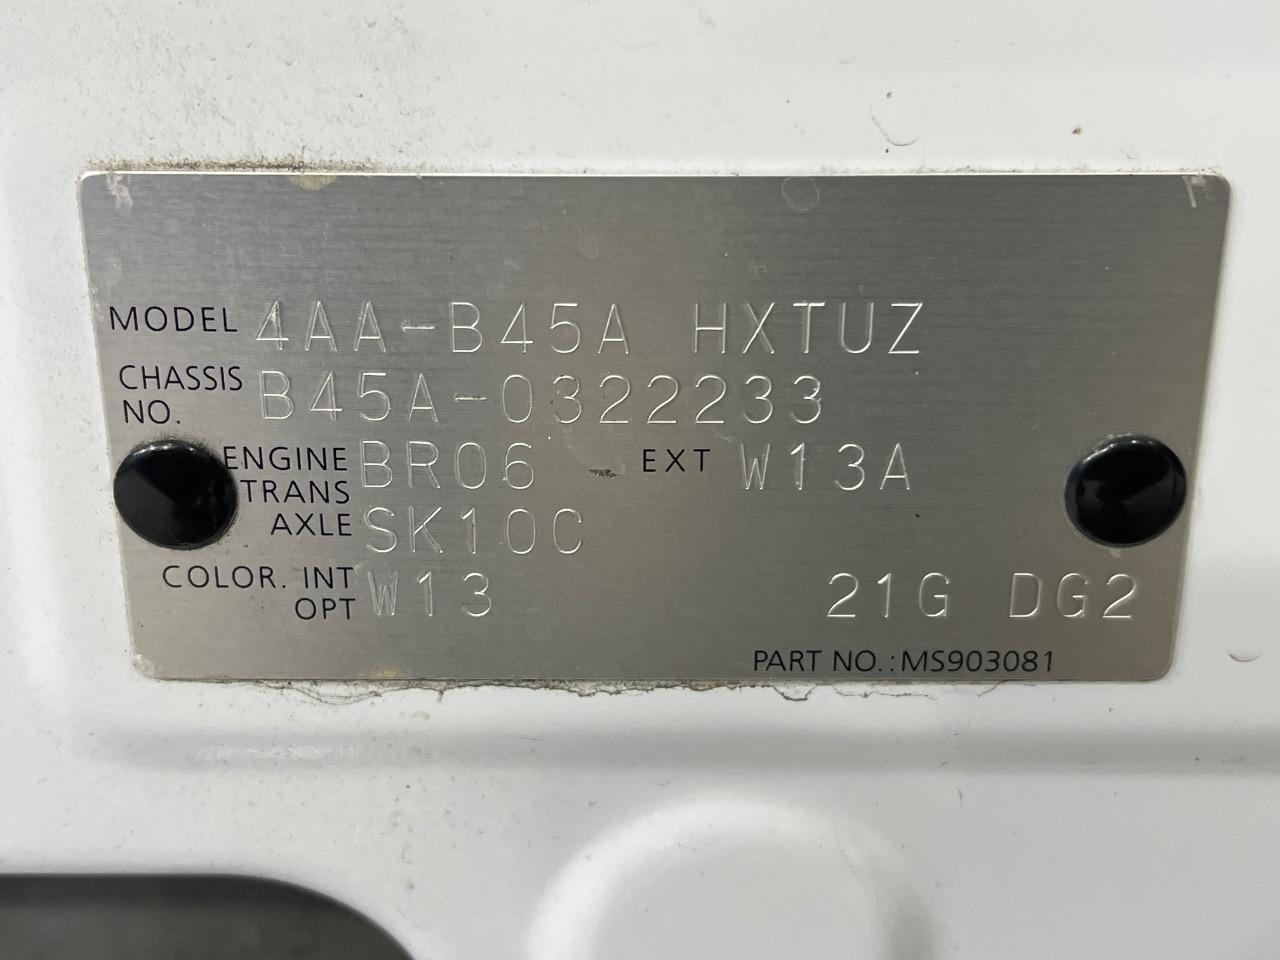 MODEL 4AA-B45A HXTUZ
CHASSIS NO. B45A-0322233
ENGINE BR06 EXT W13A
TRANS AXLE SK10C
COLOR. INT W13
OPT 21G DG2
PART NO.: MS903081